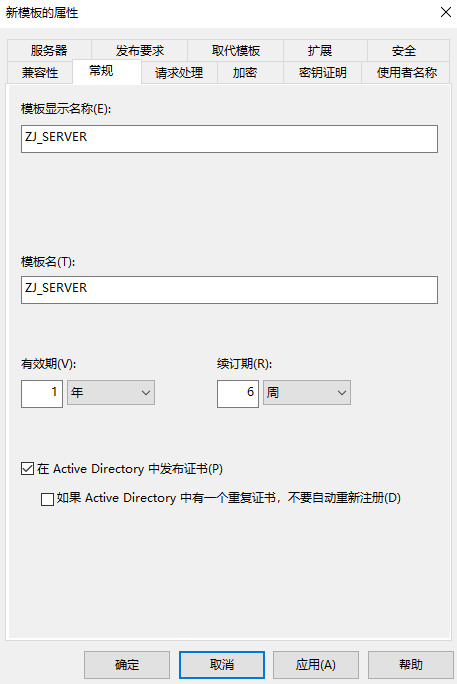 新模板的属性
服务器 发布要求 取代模板 扩展 安全
兼容性 常规 请求处理 加密 密钥证明 使用者名称
模板显示名称(E):
ZJ_SERVER
模板名(T):
ZJ_SERVER
有效期(V): 续订期(R):
1 年 6 周
在 Active Directory 中发布证书(P)
如果 Active Directory 中有一个重复证书，不要自动重新注册(D)
确定 取消 应用(A) 帮助